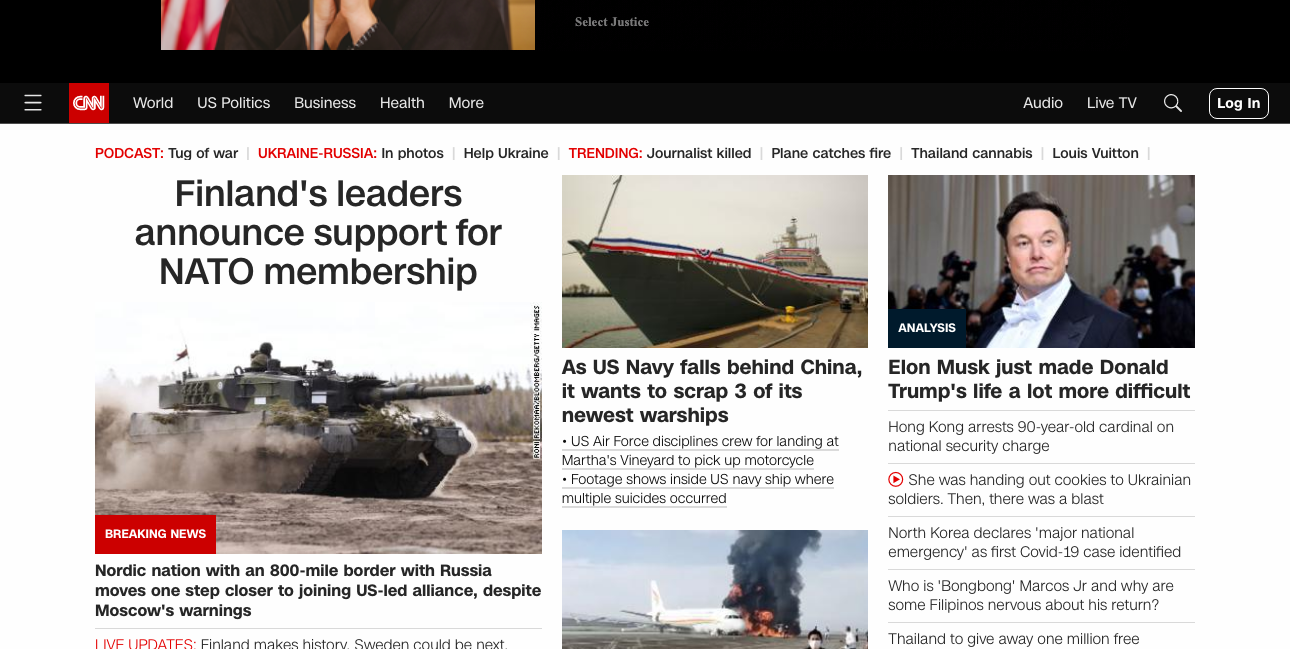 Select Justice
CNN
World US Politics Business Health More
Audio Live TV Log In
PODCAST: Tug of war | UKRAINE-RUSSIA: In photos | Help Ukraine | TRENDING: Journalist killed | Plane catches fire | Thailand cannabis | Louis Vuitton |
Finland's leaders
announce support for
NATO membership
RONI REKOMAA/BLOOMBERG/GETTY IMAGES
BREAKING NEWS
Nordic nation with an 800-mile border with Russia
moves one step closer to joining US-led alliance, despite
Moscow's warnings
LIVE UPDATES: Finland makes history. Sweden could be next.
As US Navy falls behind China,
it wants to scrap 3 of its
newest warships
• US Air Force disciplines crew for landing at
Martha's Vineyard to pick up motorcycle
• Footage shows inside US navy ship where
multiple suicides occurred
ANALYSIS
Elon Musk just made Donald
Trump's life a lot more difficult
Hong Kong arrests 90-year-old cardinal on
national security charge
She was handing out cookies to Ukrainian
soldiers. Then, there was a blast
North Korea declares 'major national
emergency' as first Covid-19 case identified
Who is 'Bongbong' Marcos Jr and why are
some Filipinos nervous about his return?
Thailand to give away one million free